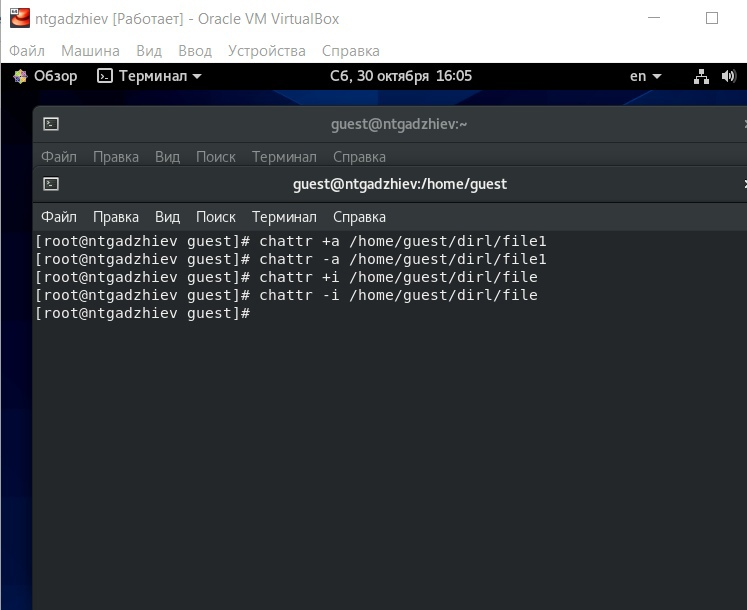 ntgadzhiev [Работает] - Oracle VM VirtualBox
Файл Машина Вид Ввод Устройства Справка
Обзор Терминал Сб, 30 октября 16:05 en
guest@ntgadzhiev:~
Файл Правка Вид Поиск Терминал Справка
guest@ntgadzhiev:/home/guest
Файл Правка Вид Поиск Терминал Справка
[root@ntgadzhiev guest]# chattr +a /home/guest/dirl/file1
[root@ntgadzhiev guest]# chattr -a /home/guest/dirl/file1
[root@ntgadzhiev guest]# chattr +i /home/guest/dirl/file
[root@ntgadzhiev guest]# chattr -i /home/guest/dirl/file
[root@ntgadzhiev guest]#